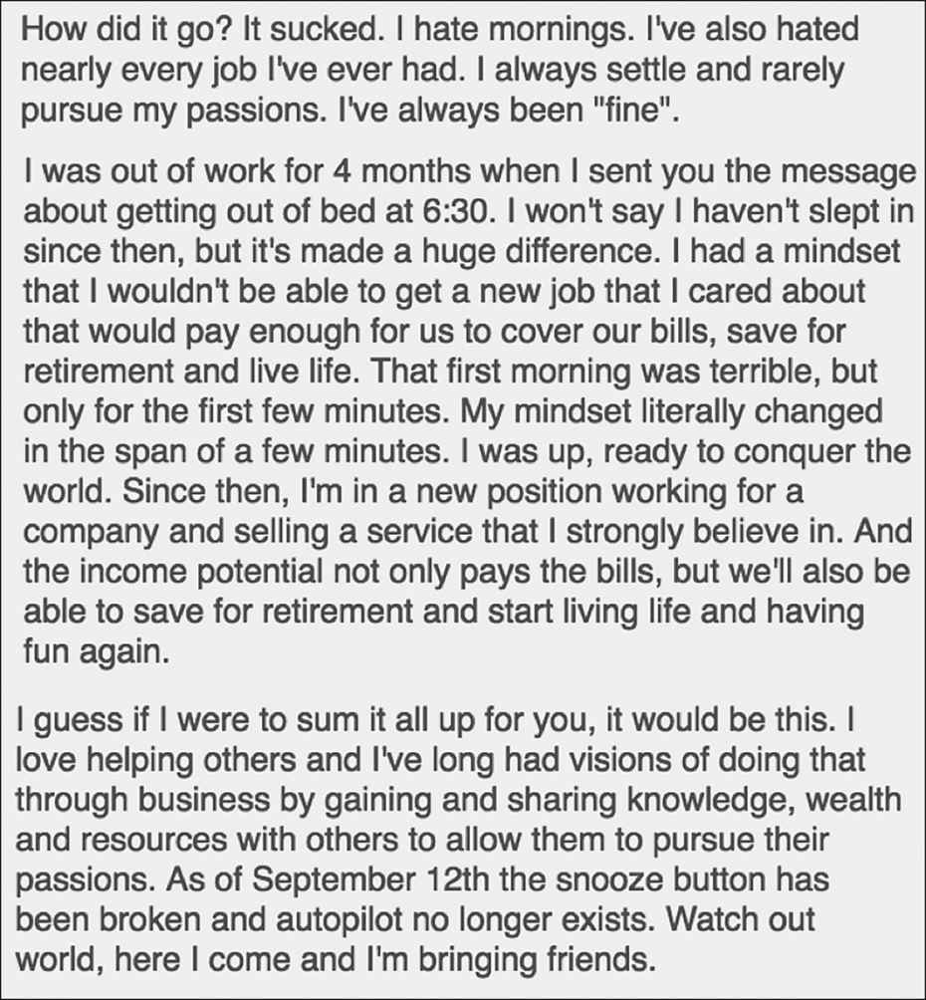 How did it go? It sucked. I hate mornings. I've also hated
nearly every job I've ever had. I always settle and rarely
pursue my passions. I've always been "fine".
I was out of work for 4 months when I sent you the message
about getting out of bed at 6:30. I won't say I haven't slept in
since then, but it's made a huge difference. I had a mindset
that I wouldn't be able to get a new job that I cared about
that would pay enough for us to cover our bills, save for
retirement and live life. That first morning was terrible, but
only for the first few minutes. My mindset literally changed
in the span of a few minutes. I was up, ready to conquer the
world. Since then, I'm in a new position working for a
company and selling a service that I strongly believe in. And
the income potential not only pays the bills, but we'll also be
able to save for retirement and start living life and having
fun again.
I guess if I were to sum it all up for you, it would be this. I
love helping others and I've long had visions of doing that
through business by gaining and sharing knowledge, wealth
and resources with others to allow them to pursue their
passions. As of September 12th the snooze button has
been broken and autopilot no longer exists. Watch out
world, here I come and I'm bringing friends.